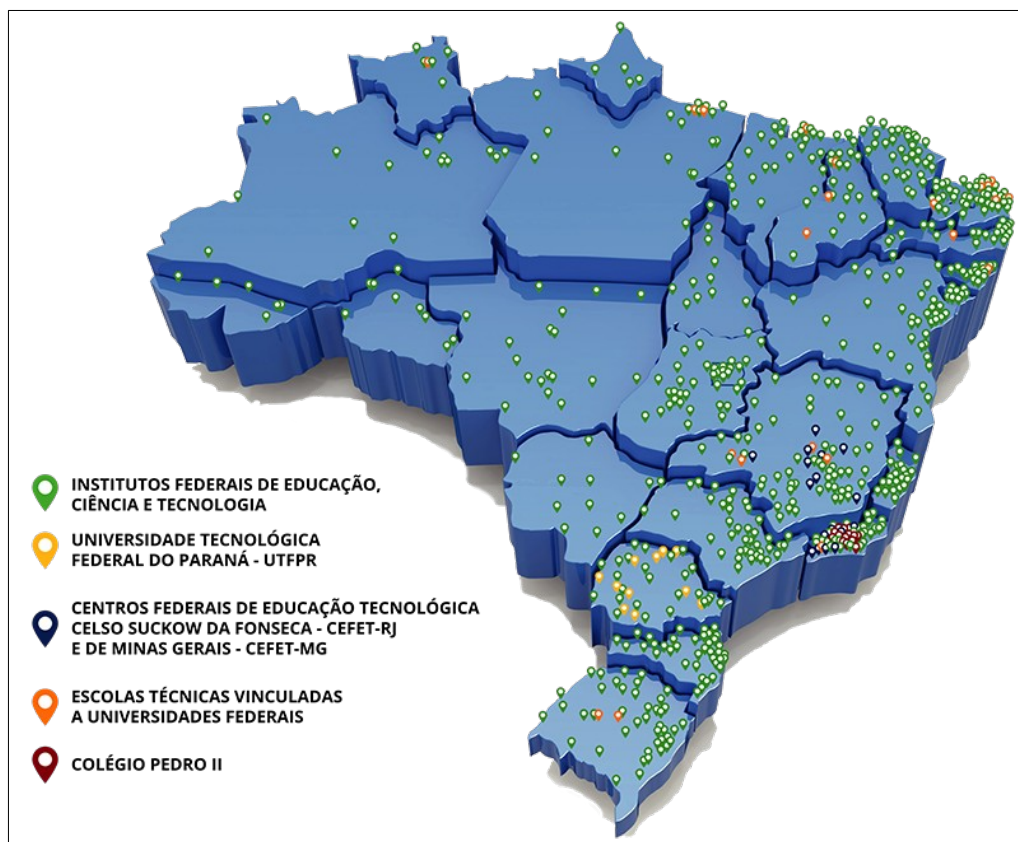 INSTITUTOS FEDERAIS DE EDUCAÇÃO,
CIÊNCIA E TECNOLOGIA
UNIVERSIDADE TECNOLÓGICA
FEDERAL DO PARANÁ - UTFPR
CENTROS FEDERAIS DE EDUCAÇÃO TECNOLÓGICA
CELSO SUCKOW DA FONSECA - CEFET-RJ
E DE MINAS GERAIS - CEFET-MG
ESCOLAS TÉCNICAS VINCULADAS
A UNIVERSIDADES FEDERAIS
COLÉGIO PEDRO II